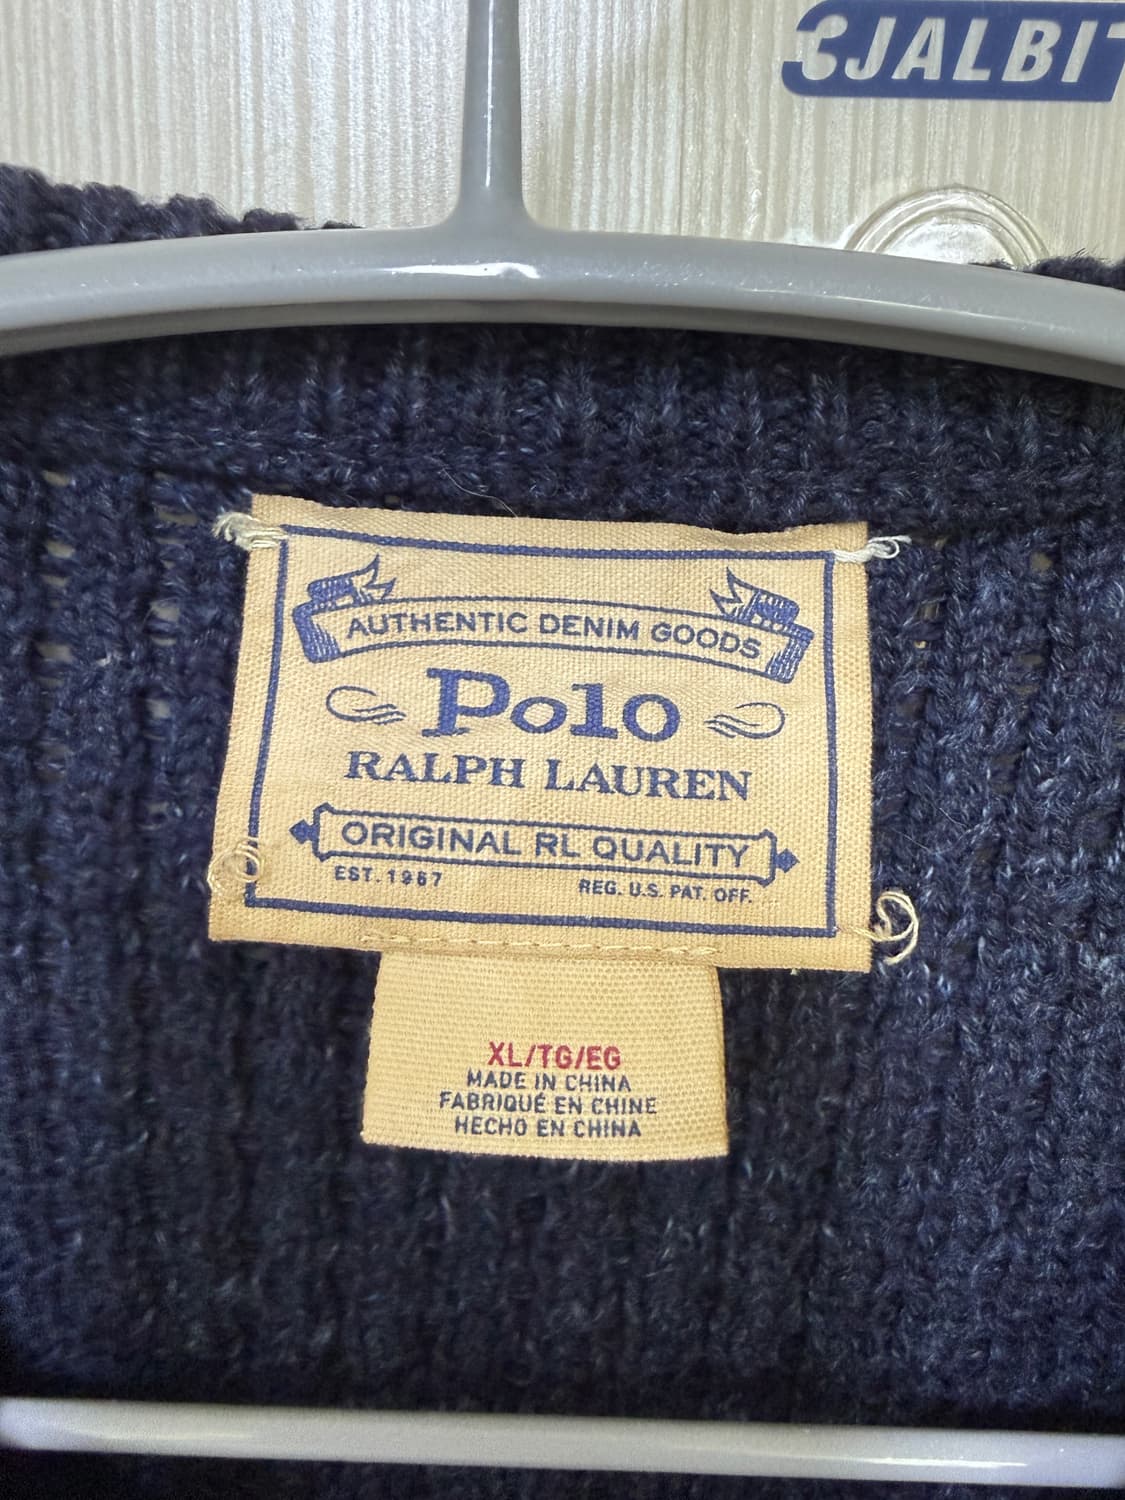 CJALBIT
AUTHENTIC DENIM GOODS
Polo
RALPH LAUREN
ORIGINAL RL QUALITY
EST. 1967
REG. U.S. PAT. OFF.
XL/TG/EG
MADE IN CHINA
FABRIQUÉ EN CHINE
HECHO EN CHINA